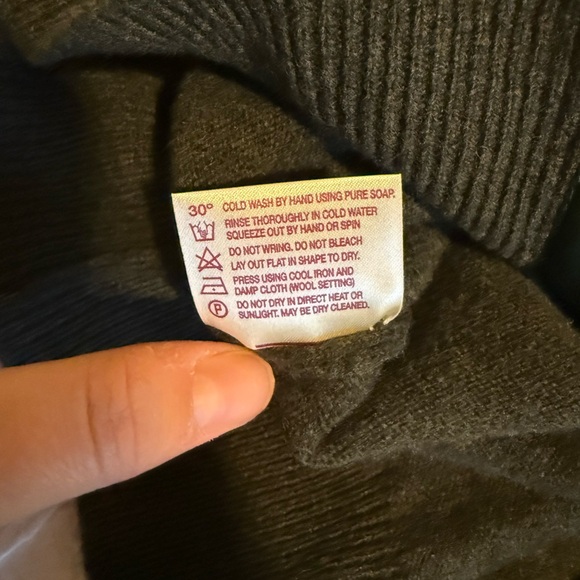 30° COLD WASH BY HAND USING PURE SOAP.
RINSE THOROUGHLY IN COLD WATER
SQUEEZE OUT BY HAND OR SPIN
DO NOT WRING. DO NOT BLEACH
LAY OUT FLAT IN SHAPE TO DRY.
PRESS USING COOL IRON AND
DAMP CLOTH (WOOL SETTING)
P DO NOT DRY IN DIRECT HEAT OR
SUNLIGHT. MAY BE DRY CLEANED.